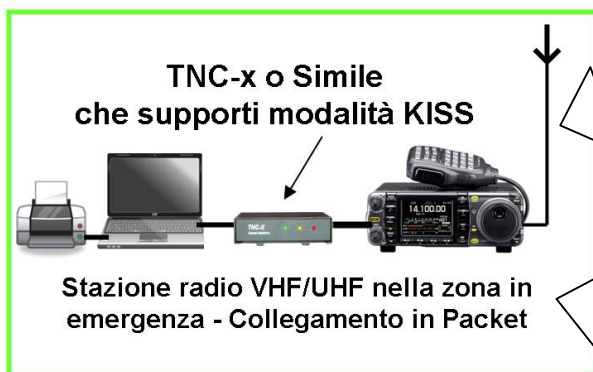 TNC-x o Simile
che supporti modalità KISS
TNC-X
14.100.00
Stazione radio VHF/UHF nella zona in
emergenza - Collegamento in Packet